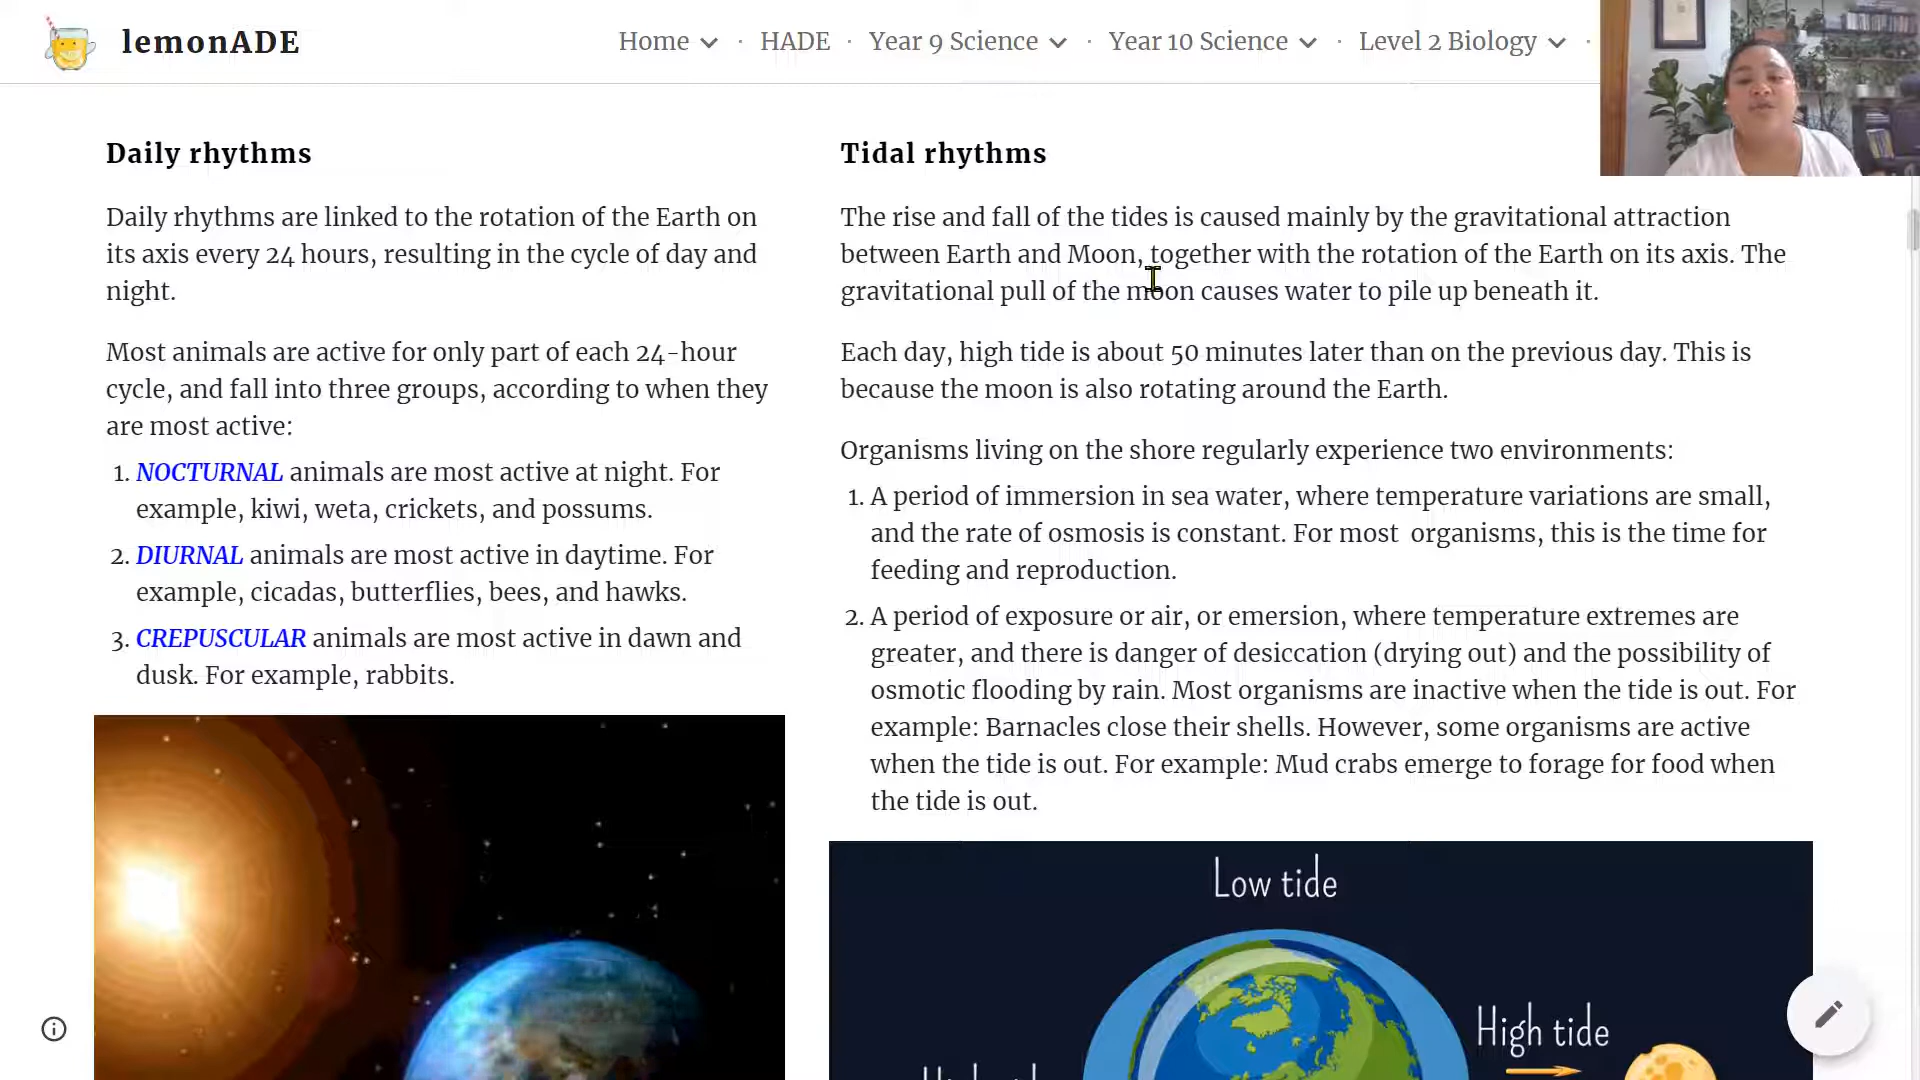 lemonADE
Home · HADE · Year 9 Science · Year 10 Science · Level 2 Biology ·
Daily rhythms
Daily rhythms are linked to the rotation of the Earth on
its axis every 24 hours, resulting in the cycle of day and
night.
Most animals are active for only part of each 24-hour
cycle, and fall into three groups, according to when they
are most active:
1. NOCTURNAL animals are most active at night. For
example, kiwi, weta, crickets, and possums.
2. DIURNAL animals are most active in daytime. For
example, cicadas, butterflies, bees, and hawks.
3. CREPUSCULAR animals are most active in dawn and
dusk. For example, rabbits.
Tidal rhythms
The rise and fall of the tides is caused mainly by the gravitational attraction
between Earth and Moon, together with the rotation of the Earth on its axis. The
gravitational pull of the moon causes water to pile up beneath it.
Each day, high tide is about 50 minutes later than on the previous day. This is
because the moon is also rotating around the Earth.
Organisms living on the shore regularly experience two environments:
1. A period of immersion in sea water, where temperature variations are small,
and the rate of osmosis is constant. For most organisms, this is the time for
feeding and reproduction.
2. A period of exposure or air, or emersion, where temperature extremes are
greater, and there is danger of desiccation (drying out) and the possibility of
osmotic flooding by rain. Most organisms are inactive when the tide is out. For
example: Barnacles close their shells. However, some organisms are active
when the tide is out. For example: Mud crabs emerge to forage for food when
the tide is out.
Low tide
High tide